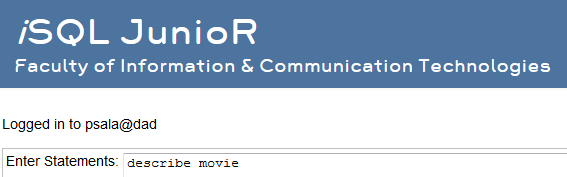 iSQL JunioR
Faculty of Information & Communication Technologies
Logged in to psala@dad
Enter Statements: describe movie